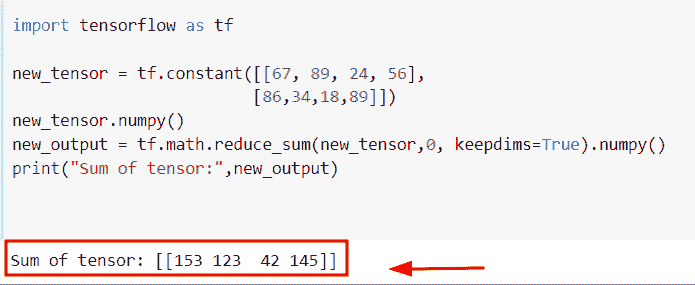 import tensorflow as tf
new_tensor = tf.constant([[67, 89, 24, 56],
[86,34,18,89]])
new_tensor.numpy()
new_output = tf.math.reduce_sum(new_tensor,0, keepdims=True).numpy()
print("Sum of tensor:",new_output)
Sum of tensor: [[153 123  42 145]]